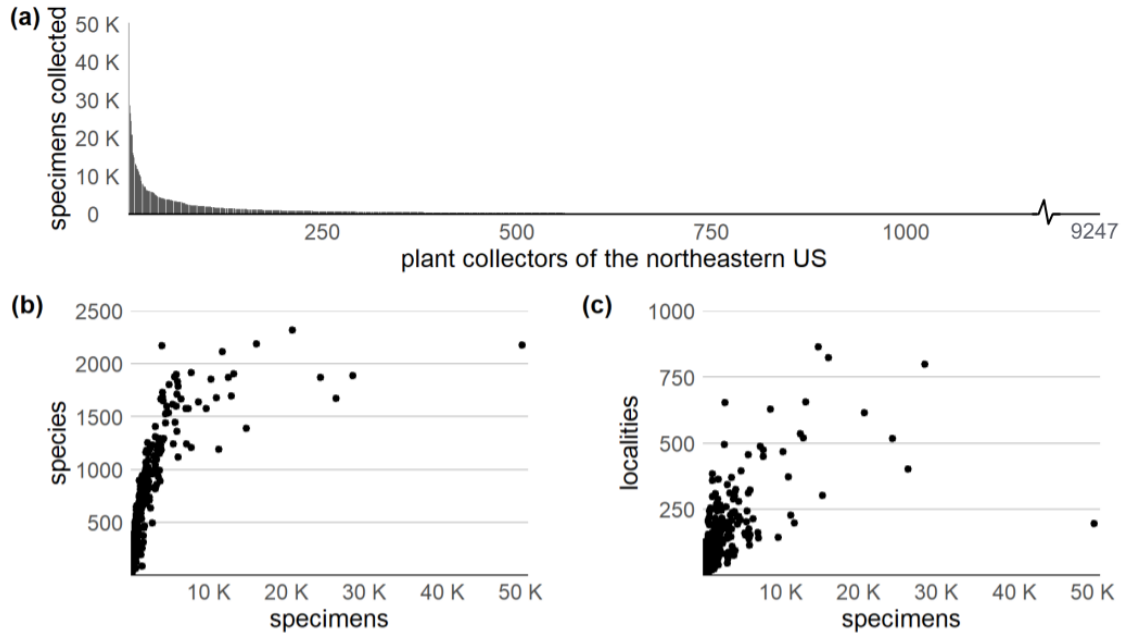 (a)
specimens collected
50 K
40 K
30 K
20 K
10 K
0
250
500
750
1000
9247
plant collectors of the northeastern US
(b)
species
2500
2000
1500
1000
500
10 K
20 K
30 K
40 K
50 K
specimens
(c)
localities
1000
750
500
250
10 K
20 K
30 K
40 K
50 K
specimens